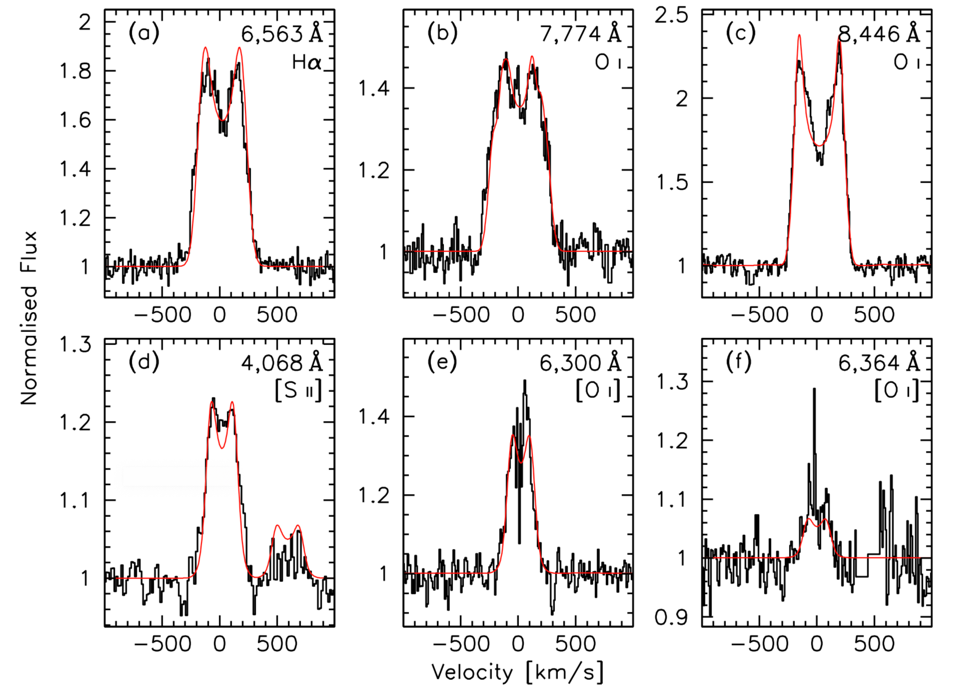 (a) 6,563 Å
Hα
(b) 7,774 Å
O I
(c) 8,446 Å
O I
2
1.8
1.6
1.4
1.2
1
1.4
1.2
1
2.5
2
1.5
1
−500 0 500
−500 0 500
−500 0 500
(d) 4,068 Å
[S II]
(e) 6,300 Å
[O I]
(f) 6,364 Å
[O I]
1.3
1.2
1.1
1
1.4
1.2
1
1.3
1.2
1.1
1
0.9
−500 0 500
−500 0 500
−500 0 500
Normalised Flux
Velocity [km/s]